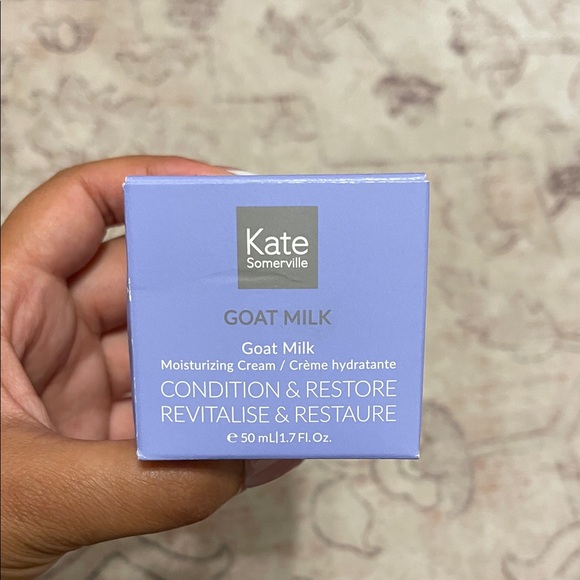 Kate
Somerville
GOAT MILK
Goat Milk
Moisturizing Cream / Crème hydratante
CONDITION & RESTORE
REVITALISE & RESTAURE
℮ 50 mL|1.7 Fl. Oz.